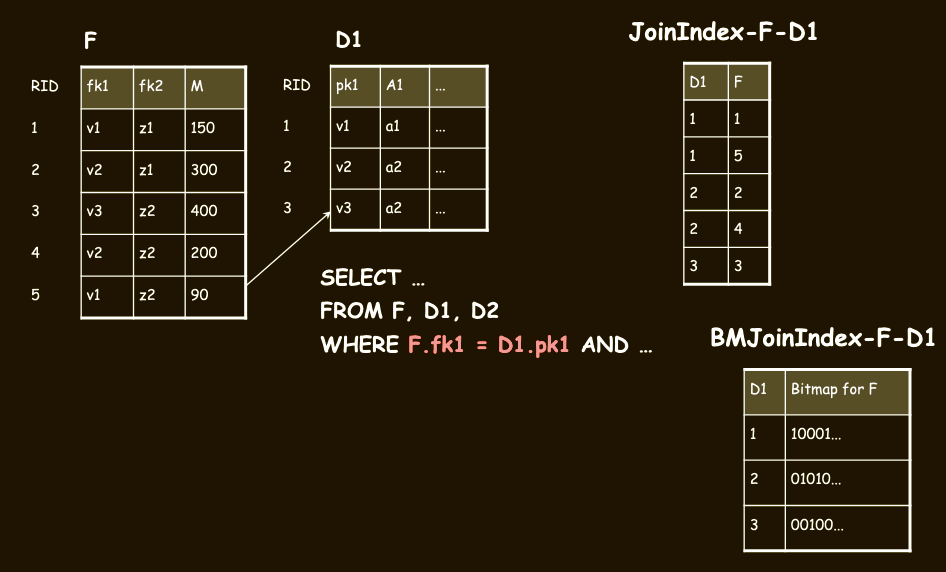 F
RID fk1 fk2 M
1 v1 z1 150
2 v2 z1 300
3 v3 z2 400
4 v2 z2 200
5 v1 z2 90
D1
RID pk1 A1 ...
1 v1 a1 ...
2 v2 a2 ...
3 v3 a2 ...
SELECT ...
FROM F, D1, D2
WHERE F.fk1 = D1.pk1 AND ...
JoinIndex-F-D1
D1 F
1 1
1 5
2 2
2 4
3 3
BMJoinIndex-F-D1
D1 Bitmap for F
1 10001...
2 01010...
3 00100...